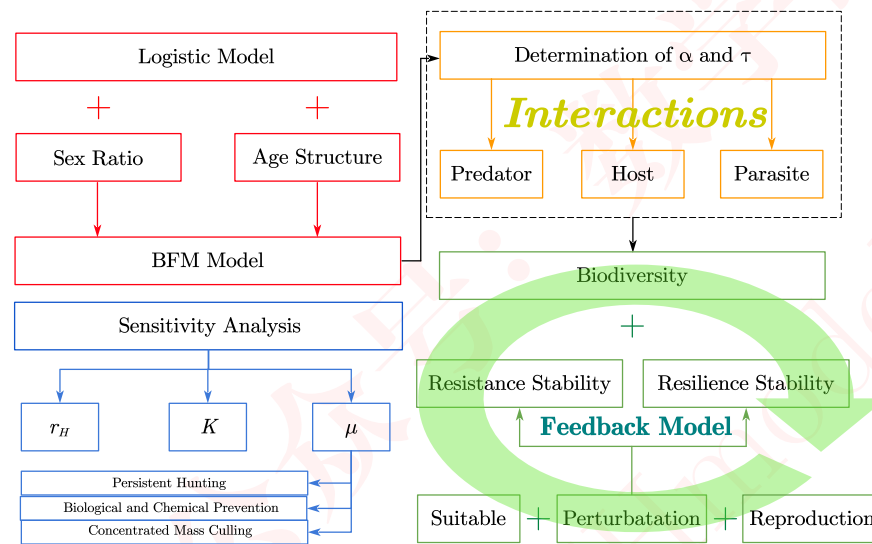 Logistic Model
+ +
Sex Ratio
Age Structure
BFM Model
Determination of α and τ
Interactions
Predator
Host
Parasite
Biodiversity
+
Resistance Stability
Resilience Stability
Feedback Model
Suitable + Perturbatation + Reproduction
Sensitivity Analysis
r_H
K
μ
Persistent Hunting
Biological and Chemical Prevention
Concentrated Mass Culling